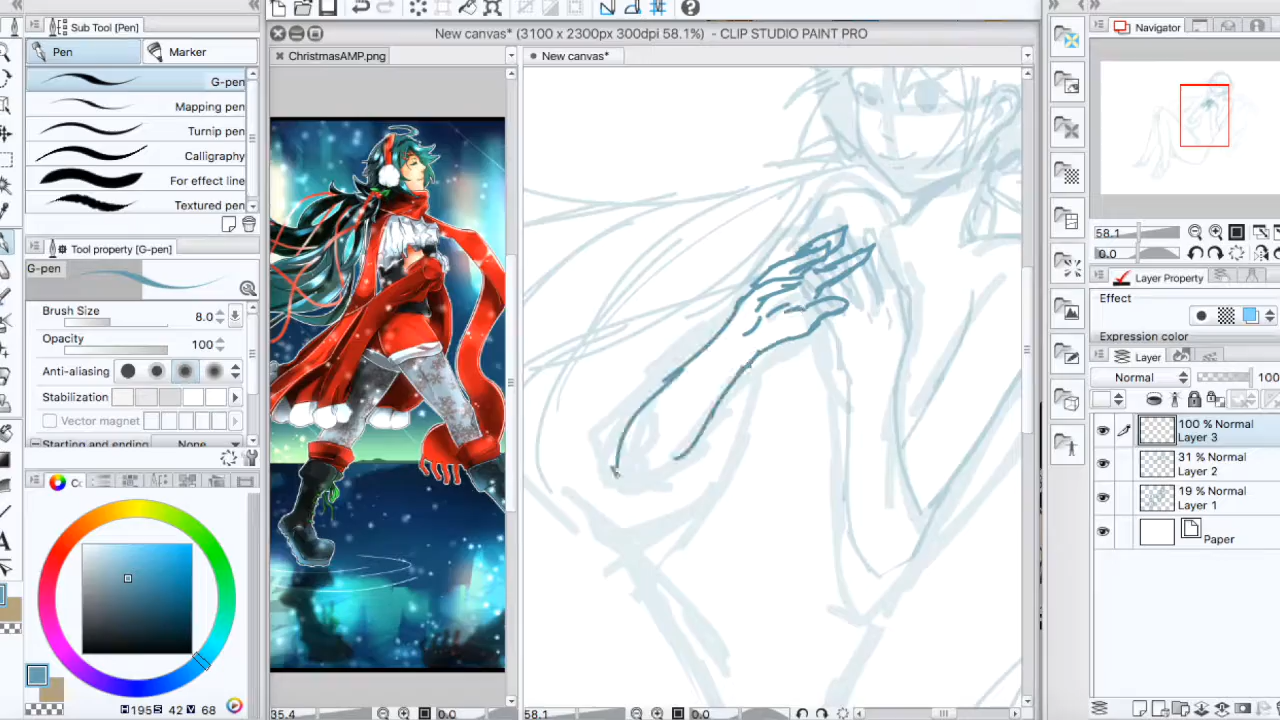 Sub Tool [Pen]
Pen
Marker
G-pen
Mapping pen
Turnip pen
Calligraphy
For effect line
Textured pen
Tool property [G-pen]
G-pen
Brush Size
8.0
Opacity
100
Anti-aliasing
Stabilization
Vector magnet
Starting and ending
None
H195 S 42 V 68
New canvas* (3100 x 2300px 300dpi 58.1%) - CLIP STUDIO PAINT PRO
ChristmasAMP.png
New canvas*
35.4
0.0
58.1
0.0
Navigator
58.1
0.0
Layer Property
Effect
Expression color
Layer
Normal
100
100 % Normal
Layer 3
31 % Normal
Layer 2
19 % Normal
Layer 1
Paper